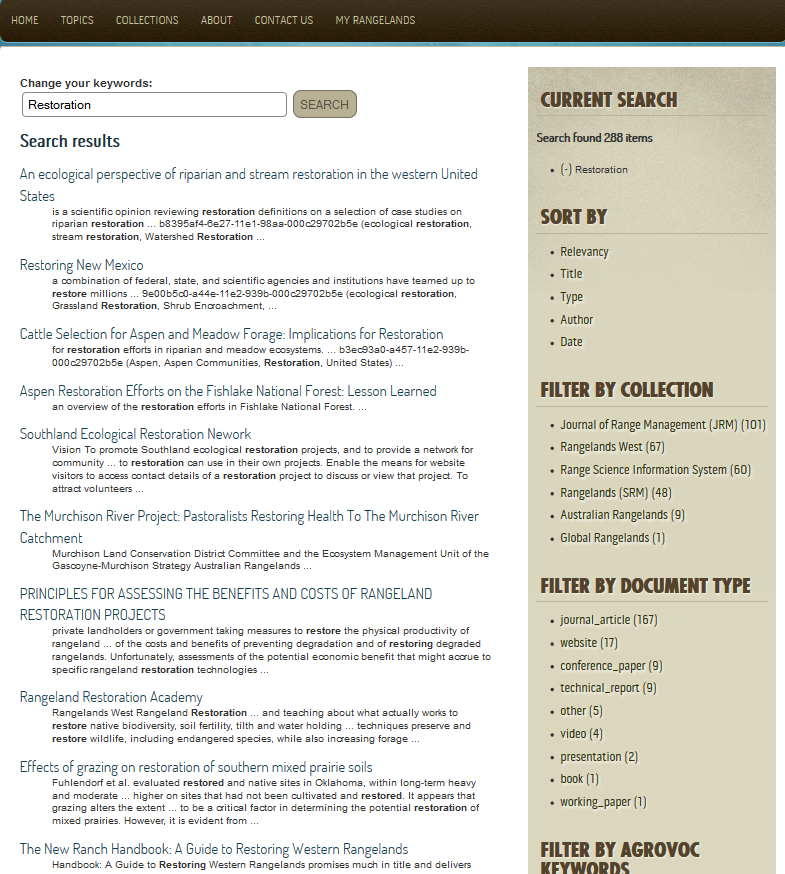 HOME TOPICS COLLECTIONS ABOUT CONTACT US MY RANGELANDS
Change your keywords:
Restoration SEARCH
Search results
An ecological perspective of riparian and stream restoration in the western United
States
is a scientific opinion reviewing restoration definitions on a selection of case studies on
riparian restoration ... b8395af4-6e27-11e1-98aa-000c29702b5e (ecological restoration,
stream restoration, Watershed Restoration ...
Restoring New Mexico
a combination of federal, state, and scientific agencies and institutions have teamed up to
restore millions ... 9e00b5c0-a44e-11e2-939b-000c29702b5e (ecological restoration,
Grassland Restoration, Shrub Encroachment, ...
Cattle Selection for Aspen and Meadow Forage: Implications for Restoration
for restoration efforts in riparian and meadow ecosystems. ... b3ec93a0-a457-11e2-939b-
000c29702b5e (Aspen, Aspen Communities, Restoration, United States) ...
Aspen Restoration Efforts on the Fishlake National Forest: Lesson Learned
an overview of the restoration efforts in Fishlake National Forest. ...
Southland Ecological Restoration Nework
Vision To promote Southland ecological restoration projects, and to provide a network for
community ... to restoration can use in their own projects. Enable the means for website
visitors to access contact details of a restoration project to discuss or view that project. To
attract volunteers ...
The Murchison River Project: Pastoralists Restoring Health To The Murchison River
Catchment
Murchison Land Conservation District Committee and the Ecosystem Management Unit of the
Gascoyne-Murchison Strategy Australian Rangelands ...
PRINCIPLES FOR ASSESSING THE BENEFITS AND COSTS OF RANGELAND
RESTORATION PROJECTS
private landholders or government taking measures to restore the physical productivity of
rangeland ... of the costs and benefits of preventing degradation and of restoring degraded
rangelands. Unfortunately, assessments of the potential economic benefit that might accrue to
specific rangeland restoration technologies ...
Rangeland Restoration Academy
Rangelands West Rangeland Restoration ... and teaching about what actually works to
restore native biodiversity, soil fertility, tilth and water holding ... techniques preserve and
restore wildlife, including endangered species, while also increasing forage ...
Effects of grazing on restoration of southern mixed prairie soils
Fuhlendorf et al. evaluated restored and native sites in Oklahoma, within long-term heavy
and moderate ... higher on sites that had not been cultivated and restored. It appears that
grazing alters the extent ... to be a critical factor in determining the potential restoration of
mixed prairies. However, it is evident from ...
The New Ranch Handbook: A Guide to Restoring Western Rangelands
Handbook: A Guide to Restoring Western Rangelands promises much in title and delivers
CURRENT SEARCH
Search found 288 items
(-) Restoration
SORT BY
Relevancy
Title
Type
Author
Date
FILTER BY COLLECTION
Journal of Range Management (JRM) (101)
Rangelands West (67)
Range Science Information System (60)
Rangelands (SRM) (48)
Australian Rangelands (9)
Global Rangelands (1)
FILTER BY DOCUMENT TYPE
journal_article (167)
website (17)
conference_paper (9)
technical_report (9)
other (5)
video (4)
presentation (2)
book (1)
working_paper (1)
FILTER BY AGROVOC
KEYWORDS